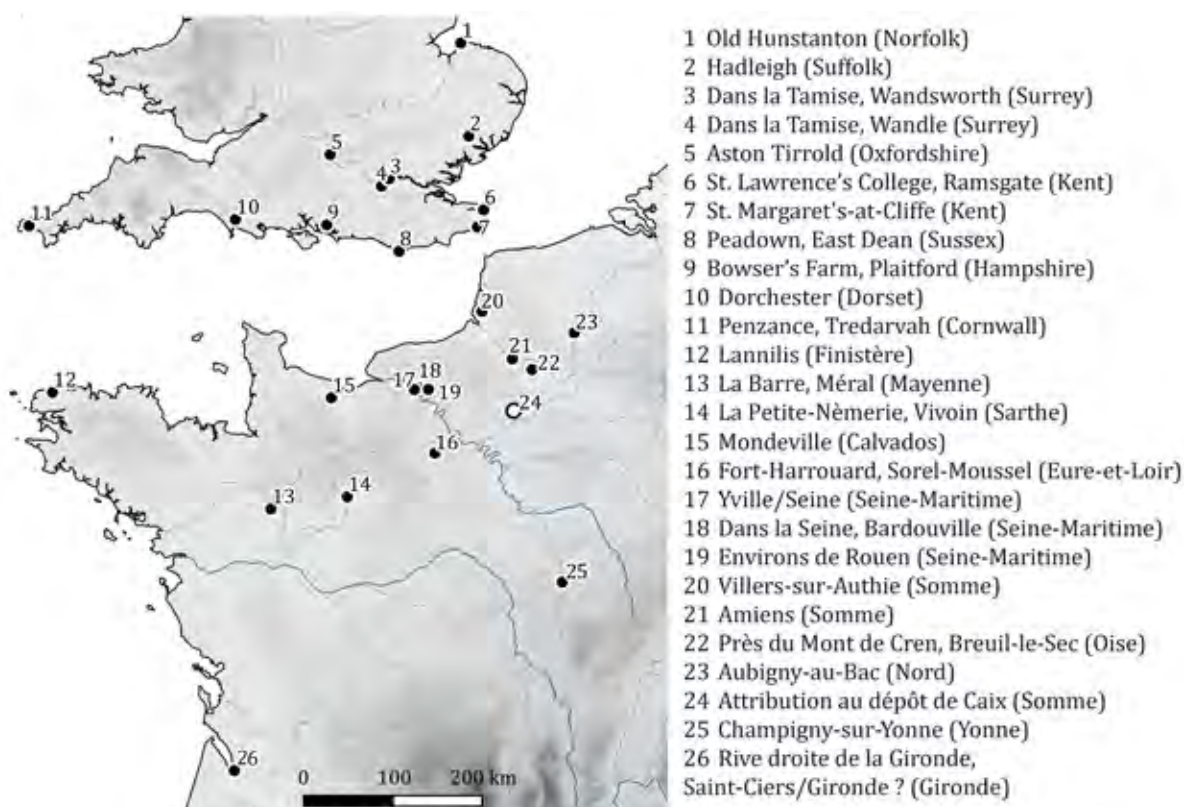 1 Old Hunstanton (Norfolk)
2 Hadleigh (Suffolk)
3 Dans la Tamise, Wandsworth (Surrey)
4 Dans la Tamise, Wandle (Surrey)
5 Aston Tirrold (Oxfordshire)
6 St. Lawrence's College, Ramsgate (Kent)
7 St. Margaret's-at-Cliffe (Kent)
8 Peadown, East Dean (Sussex)
9 Bowser's Farm, Plaitford (Hampshire)
10 Dorchester (Dorset)
11 Penzance, Tredarvah (Cornwall)
12 Lannilis (Finistère)
13 La Barre, Méral (Mayenne)
14 La Petite-Nèmerie, Vivoin (Sarthe)
15 Mondeville (Calvados)
16 Fort-Harrouard, Sorel-Moussel (Eure-et-Loir)
17 Yville/Seine (Seine-Maritime)
18 Dans la Seine, Bardouville (Seine-Maritime)
19 Environs de Rouen (Seine-Maritime)
20 Villers-sur-Authie (Somme)
21 Amiens (Somme)
22 Près du Mont de Cren, Breuil-le-Sec (Oise)
23 Aubigny-au-Bac (Nord)
24 Attribution au dépôt de Caix (Somme)
25 Champigny-sur-Yonne (Yonne)
26 Rive droite de la Gironde,
Saint-Ciers/Gironde ? (Gironde)
1
2
3
4
5
6
7
8
9
10
11
12
13
14
15
16
17
18
19
20
21
22
23
24
25
26
0 100 200 km